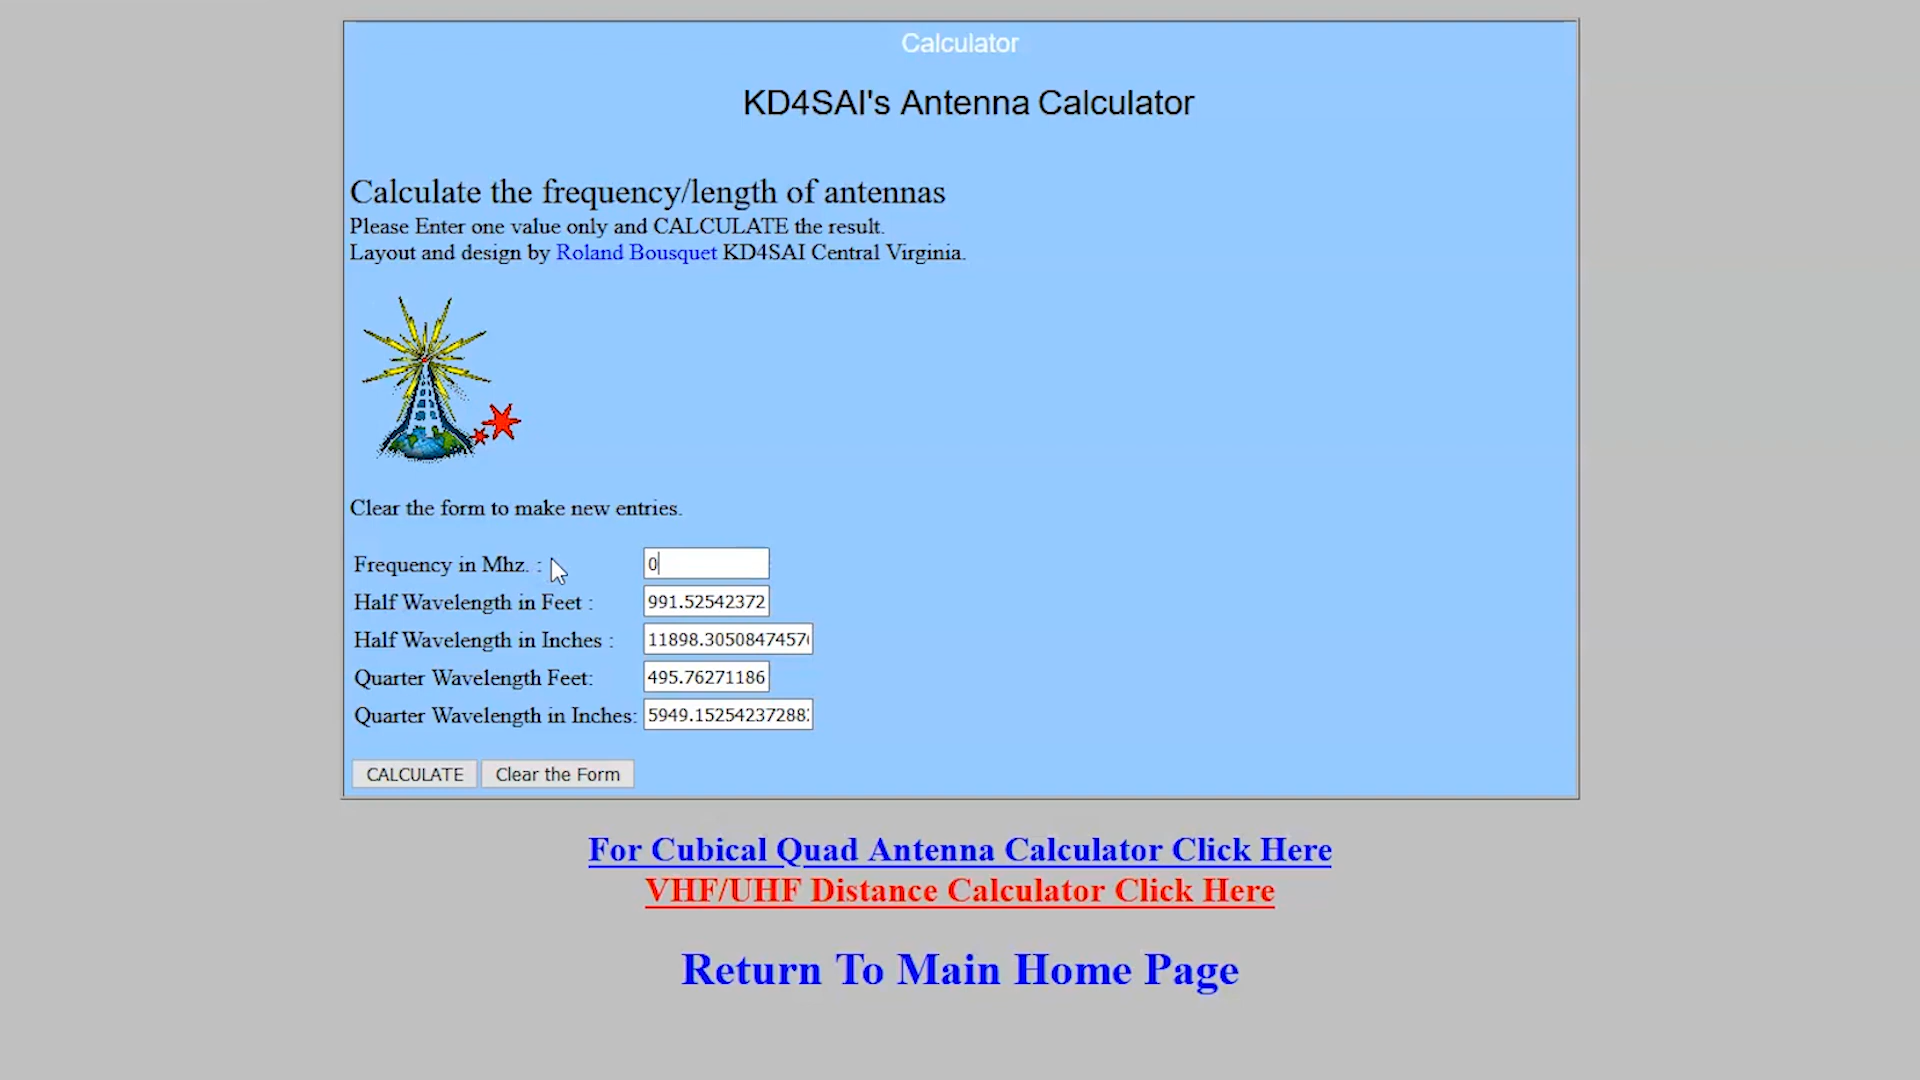 Calculator
KD4SAI's Antenna Calculator
Calculate the frequency/length of antennas
Please Enter one value only and CALCULATE the result.
Layout and design by Roland Bousquet KD4SAI Central Virginia.
Clear the form to make new entries.
Frequency in Mhz. : 0
Half Wavelength in Feet : 991.52542372
Half Wavelength in Inches : 11898.3050847457
Quarter Wavelength Feet: 495.76271186
Quarter Wavelength in Inches: 5949.1525423728
CALCULATE Clear the Form
For Cubical Quad Antenna Calculator Click Here
VHF/UHF Distance Calculator Click Here
Return To Main Home Page